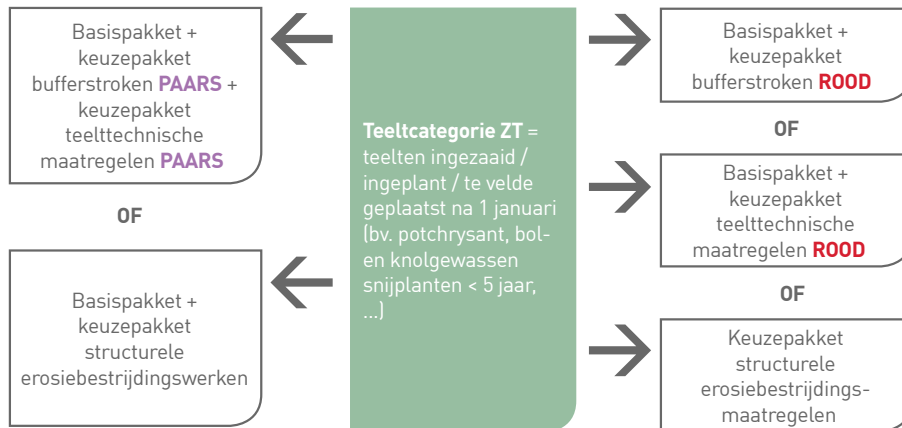 Basispakket +
keuzepakket
bufferstroken PAARS +
keuzepakket
teelttechnische
maatregelen PAARS
OF
Basispakket +
keuzepakket
structurele
erosiebestrijdingswerken
Teeltcategorie ZT =
teelten ingezaaid /
ingeplant / te velde
geplaatst na 1 januari
(bv. potchrysant, bol-
en knolgewassen
snijplanten < 5 jaar,
...)
Basispakket +
keuzepakket
bufferstroken ROOD
OF
Basispakket +
keuzepakket
teelttechnische
maatregelen ROOD
OF
Keuzepakket
structurele
erosiebestrijdings-
maatregelen